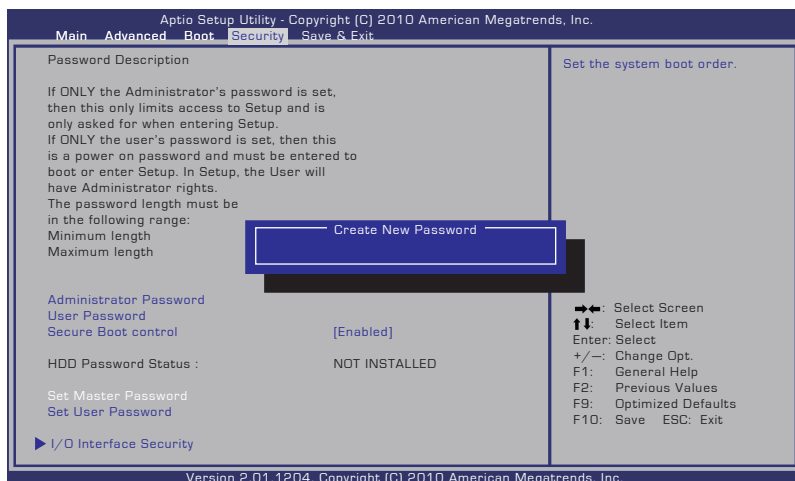 Aptio Setup Utility - Copyright (C) 2010 American Megatrends, Inc.
Main Advanced Boot Security Save & Exit
Password Description
If ONLY the Administrator's password is set,
then this only limits access to Setup and is
only asked for when entering Setup.
If ONLY the user's password is set, then this
is a power on password and must be entered to
boot or enter Setup. In Setup, the User will
have Administrator rights.
The password length must be
in the following range:
Minimum length
Maximum length
Create New Password
Administrator Password
User Password
Secure Boot control [Enabled]
HDD Password Status : NOT INSTALLED
Set Master Password
Set User Password
I/O Interface Security
Set the system boot order.
→←: Select Screen
↑↓: Select Item
Enter: Select
+/—: Change Opt.
F1: General Help
F2: Previous Values
F9: Optimized Defaults
F10: Save ESC: Exit
Version 2.01.1204. Copyright (C) 2010 American Megatrends, Inc.